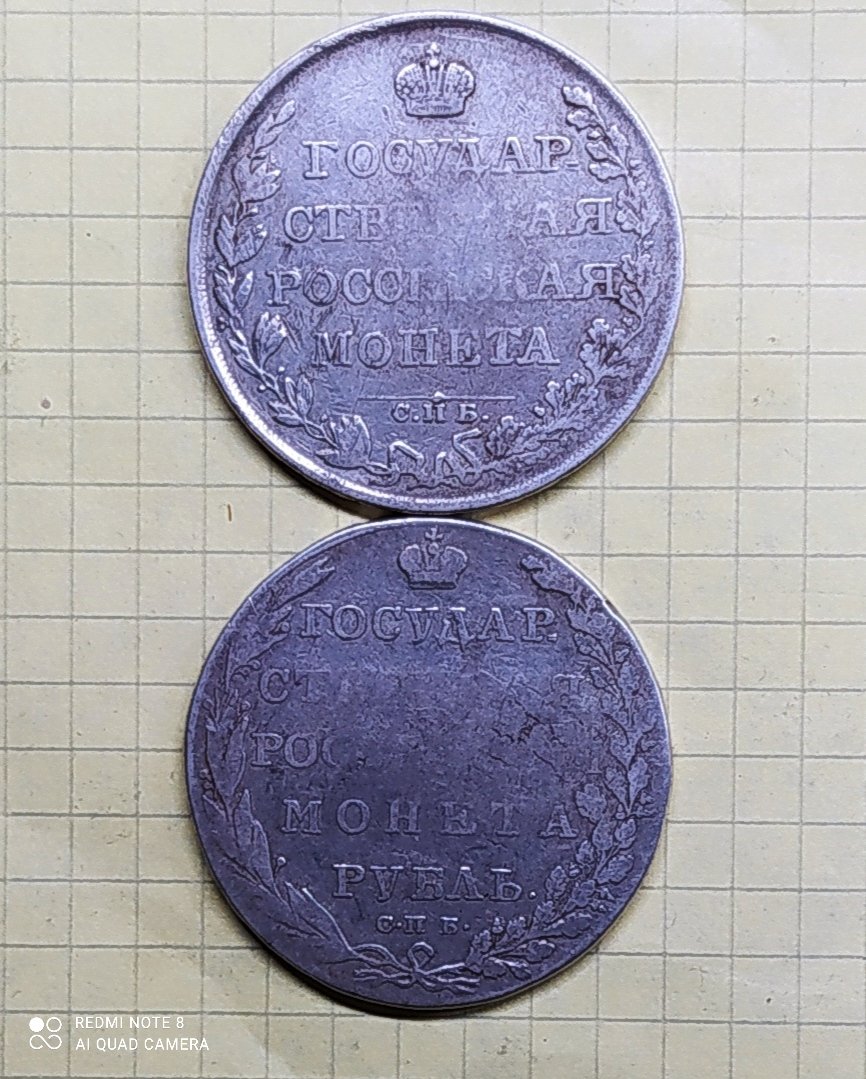 ГОСУДАР
МОНЕТА
С.П.Б.
ГОСУДАР.
МОНЕТА
РУБЛЬ.
С.П.Б.
REDMI NOTE 8
AI QUAD CAMERA